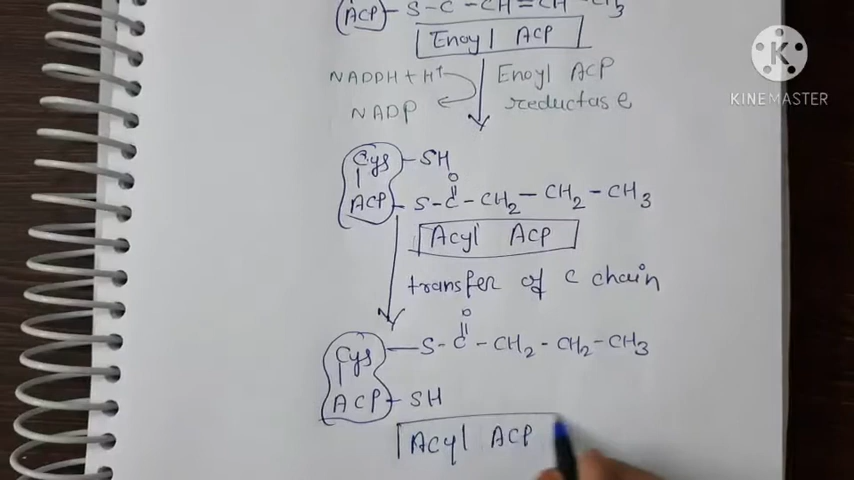 ACP - S - C - CH = CH - CH3
Enoyl ACP
NADPH + H+
Enoyl ACP
reductase
NADP
K
KINEMASTER
Cys - SH
O
ACP - S - C - CH2 - CH2 - CH3
Acyl ACP
transfer of C chain
O
Cys - S - C - CH2 - CH2 - CH3
ACP - SH
Acyl ACP